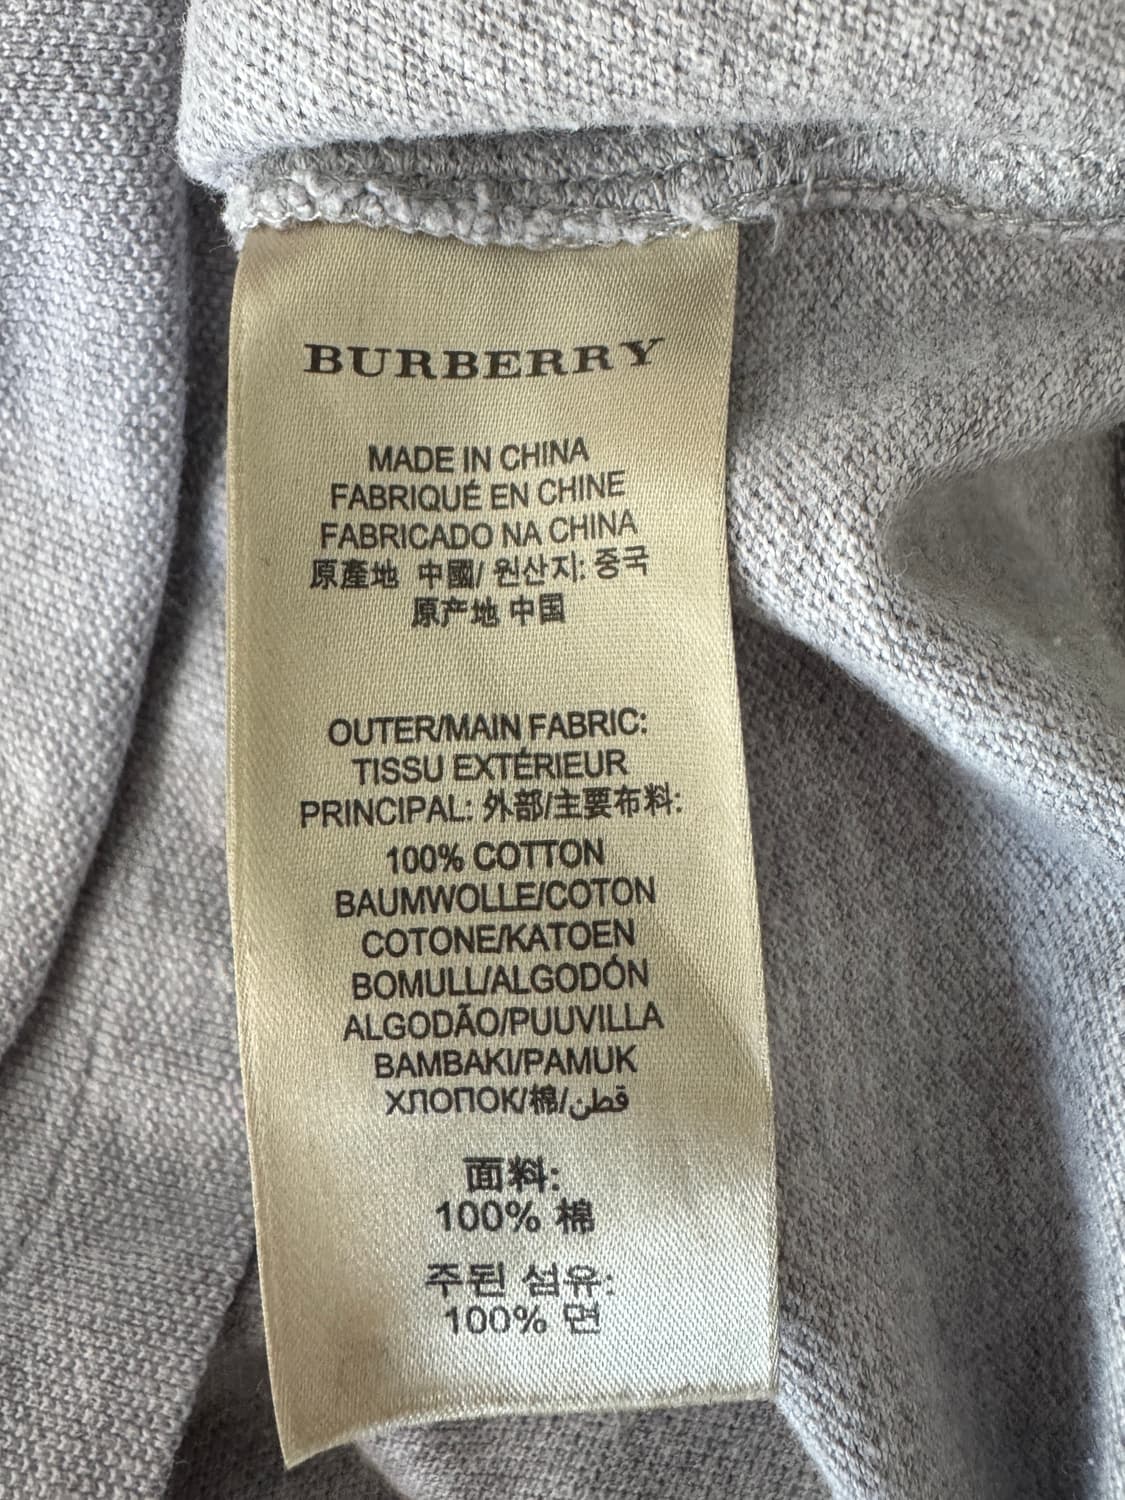 BURBERRY
MADE IN CHINA
FABRIQUÉ EN CHINE
FABRICADO NA CHINA
原產地 中國/ 원산지: 중국
原产地 中国
OUTER/MAIN FABRIC:
TISSU EXTÉRIEUR
PRINCIPAL: 外部/主要布料:
100% COTTON
BAUMWOLLE/COTON
COTONE/KATOEN
BOMULL/ALGODÓN
ALGODÃO/PUUVILLA
BAMBAKI/PAMUK
ХЛОПОК/棉/قطن
面料:
100% 棉
주된 섬유:
100% 면